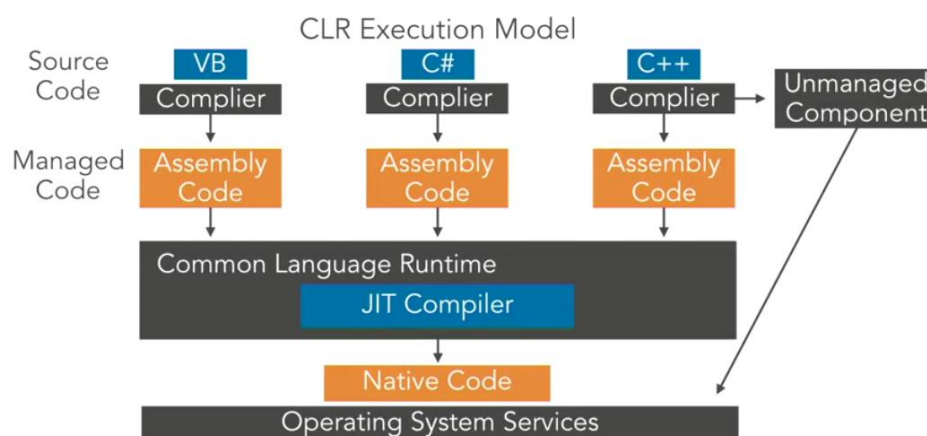 CLR Execution Model
Source
Code
VB
C#
C++
Complier
Complier
Complier
Unmanaged
Component
Managed
Code
Assembly
Code
Assembly
Code
Assembly
Code
Common Language Runtime
JIT Compiler
Native Code
Operating System Services